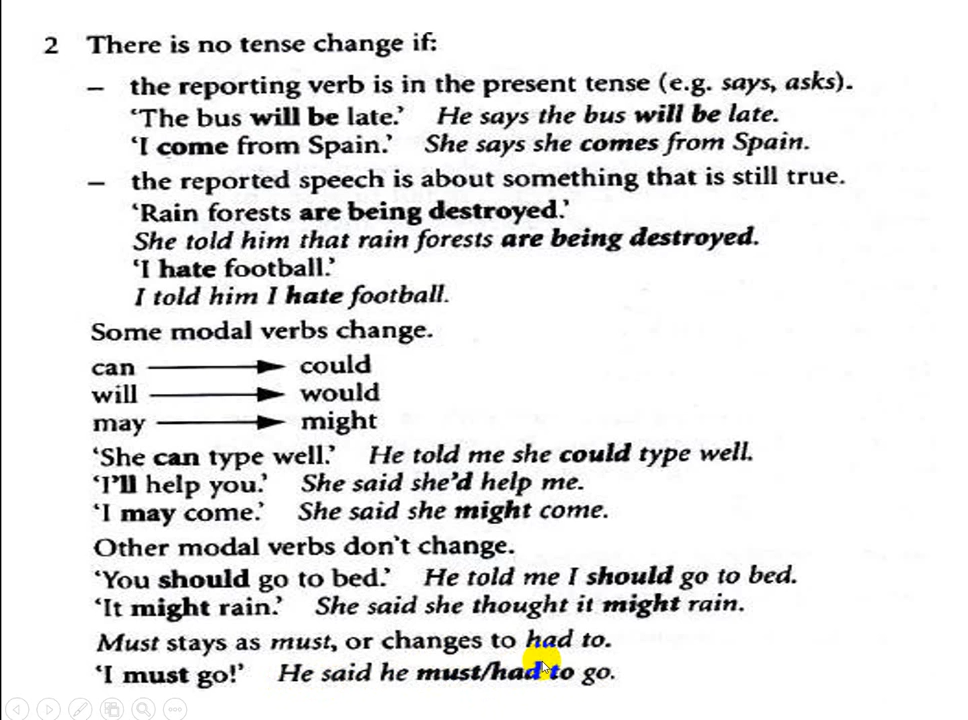 2 There is no tense change if:
– the reporting verb is in the present tense (e.g. says, asks).
‘The bus will be late.’ He says the bus will be late.
‘I come from Spain.’ She says she comes from Spain.
– the reported speech is about something that is still true.
‘Rain forests are being destroyed.’
She told him that rain forests are being destroyed.
‘I hate football.’
I told him I hate football.
Some modal verbs change.
can → could
will → would
may → might
‘She can type well.’ He told me she could type well.
‘I’ll help you.’ She said she’d help me.
‘I may come.’ She said she might come.
Other modal verbs don’t change.
‘You should go to bed.’ He told me I should go to bed.
‘It might rain.’ She said she thought it might rain.
Must stays as must, or changes to had to.
‘I must go!’ He said he must/had to go.